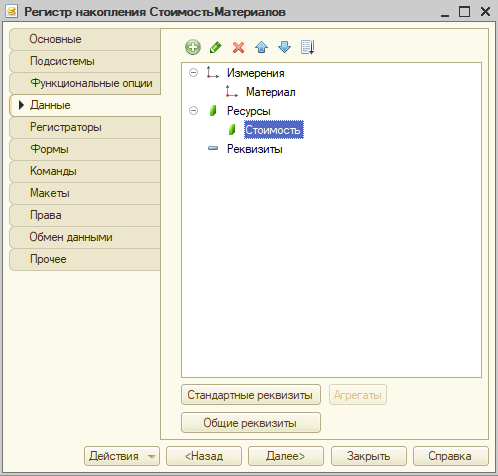 Регистр накопления СтоимостьМатериалов
Основные
Подсистемы
Функциональные опции
Данные
Регистраторы
Формы
Команды
Макеты
Права
Обмен данными
Прочее
Измерения
Материал
Ресурсы
Стоимость
Реквизиты
Стандартные реквизиты
Агрегаты
Общие реквизиты
Действия
<Назад
Далее>
Закрыть
Справка